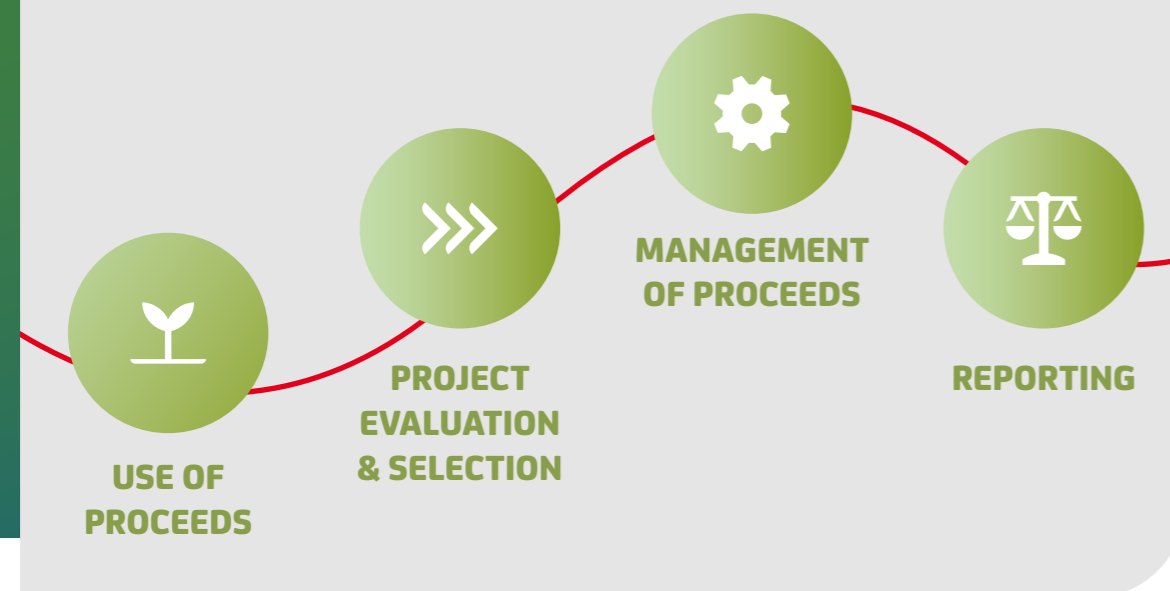 USE OF
PROCEEDS
PROJECT
EVALUATION
& SELECTION
MANAGEMENT
OF PROCEEDS
REPORTING